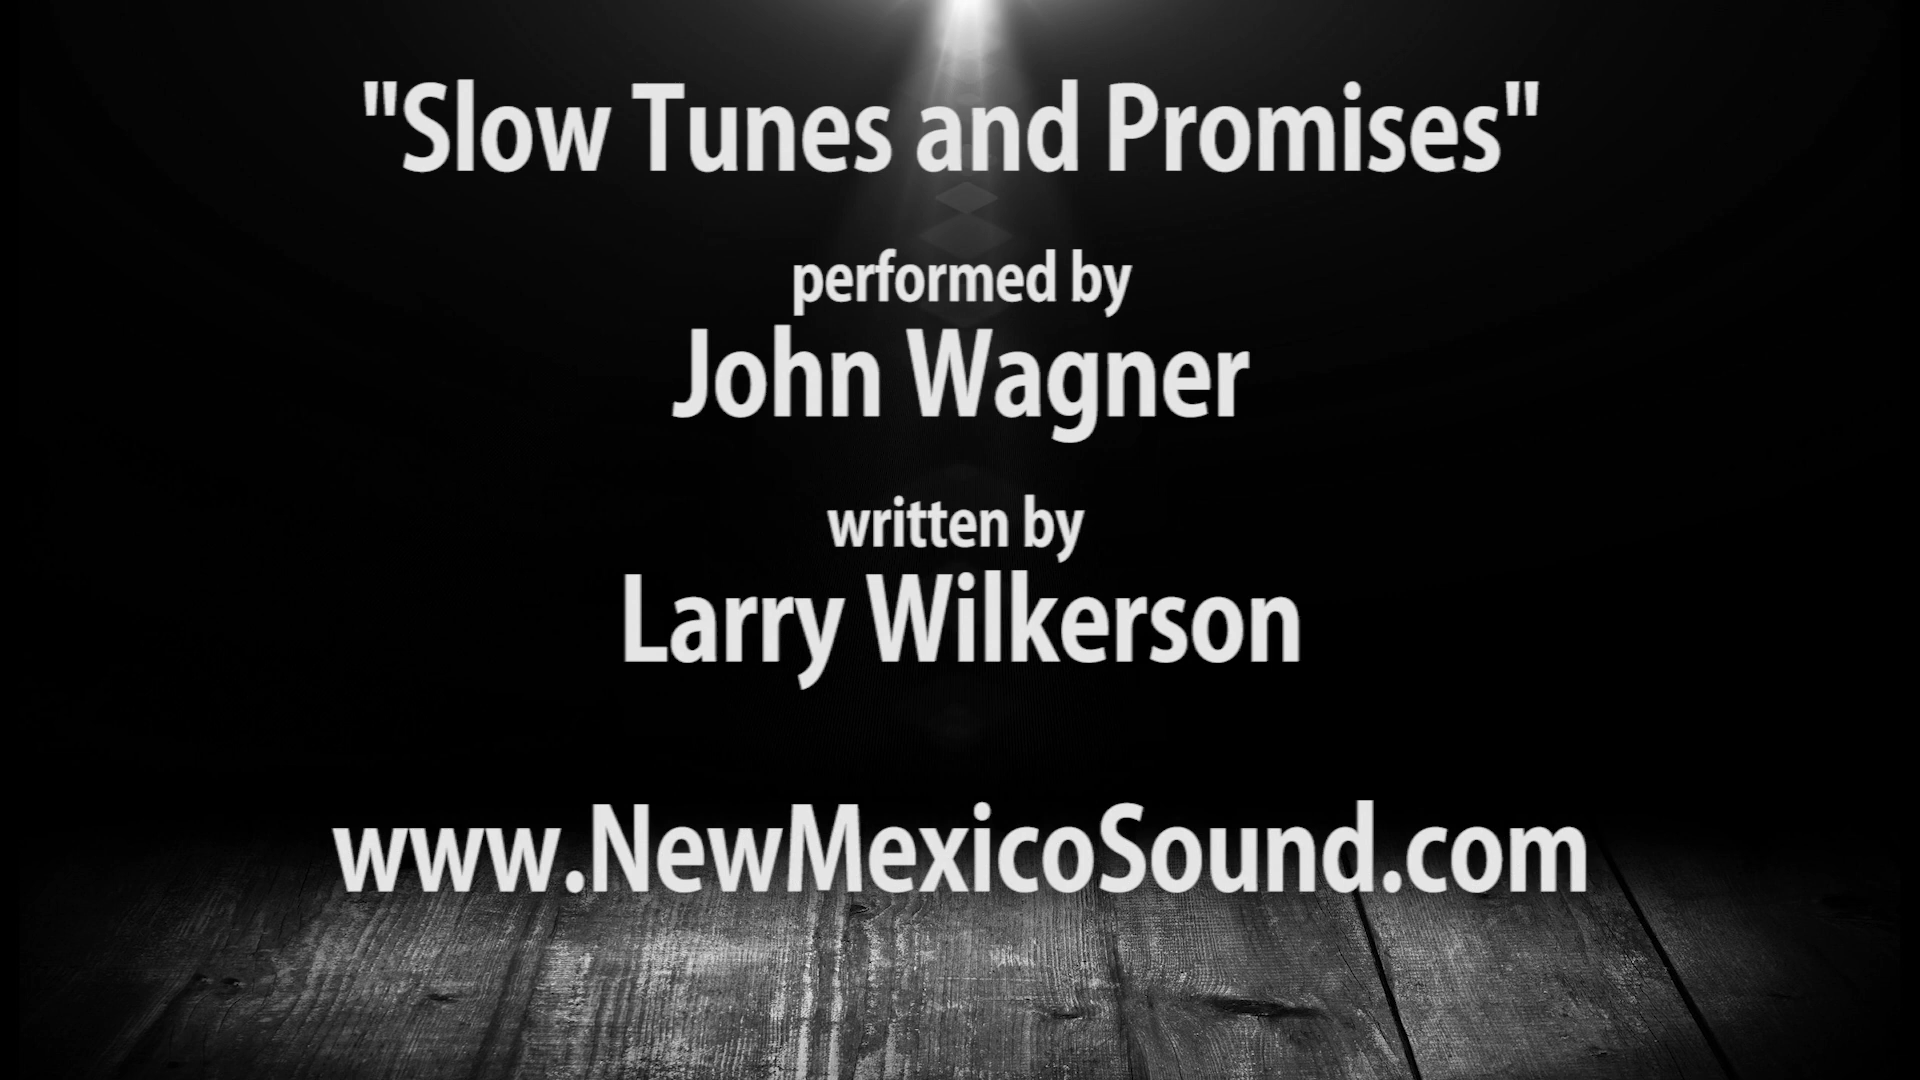 "Slow Tunes and Promises"
performed by
John Wagner
written by
Larry Wilkerson
www.NewMexicoSound.com